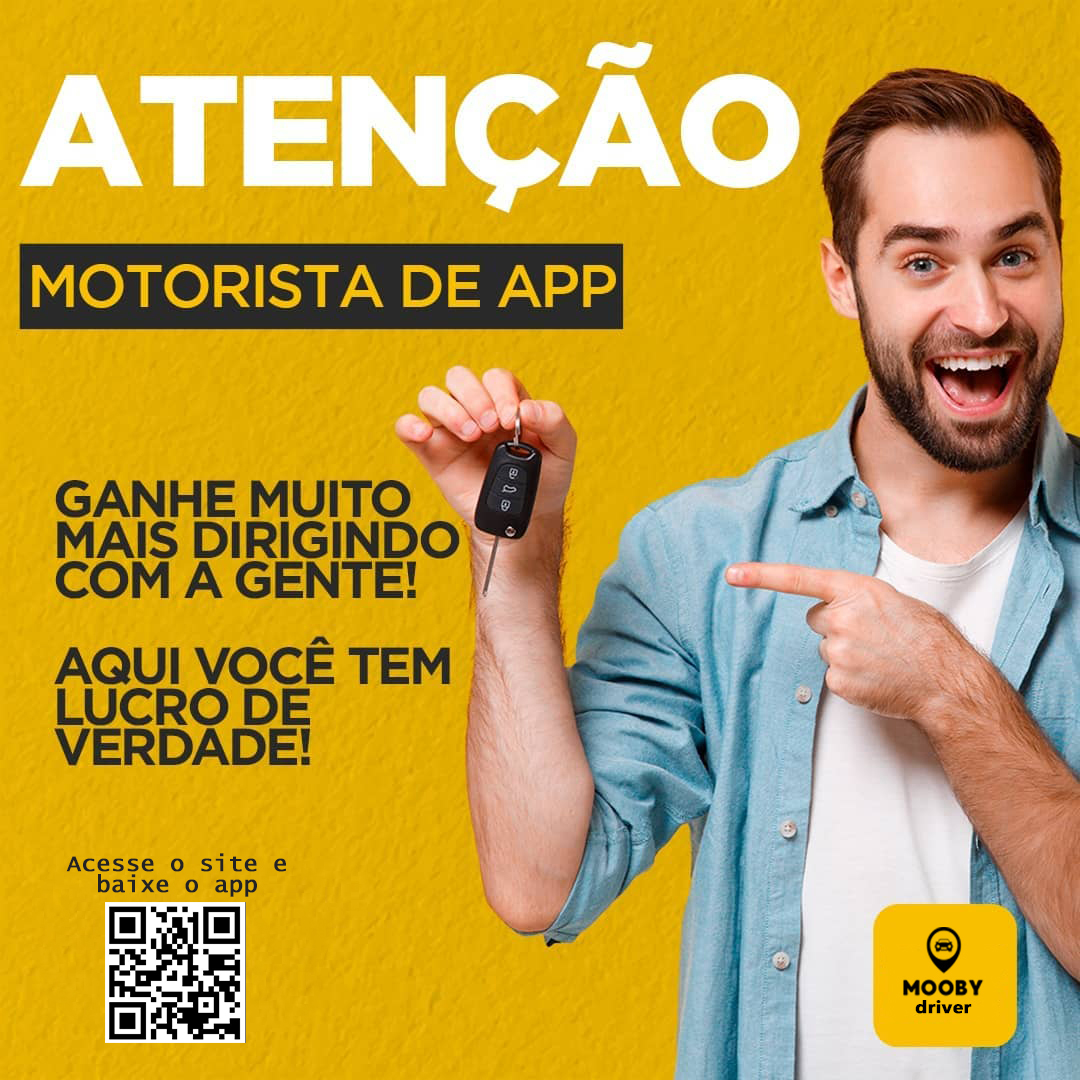 ATENÇÃO
MOTORISTA DE APP
GANHE MUITO
MAIS DIRIGINDO
COM A GENTE!
AQUI VOCÊ TEM
LUCRO DE
VERDADE!
Acesse o site e
baixe o app
MOOBY
driver